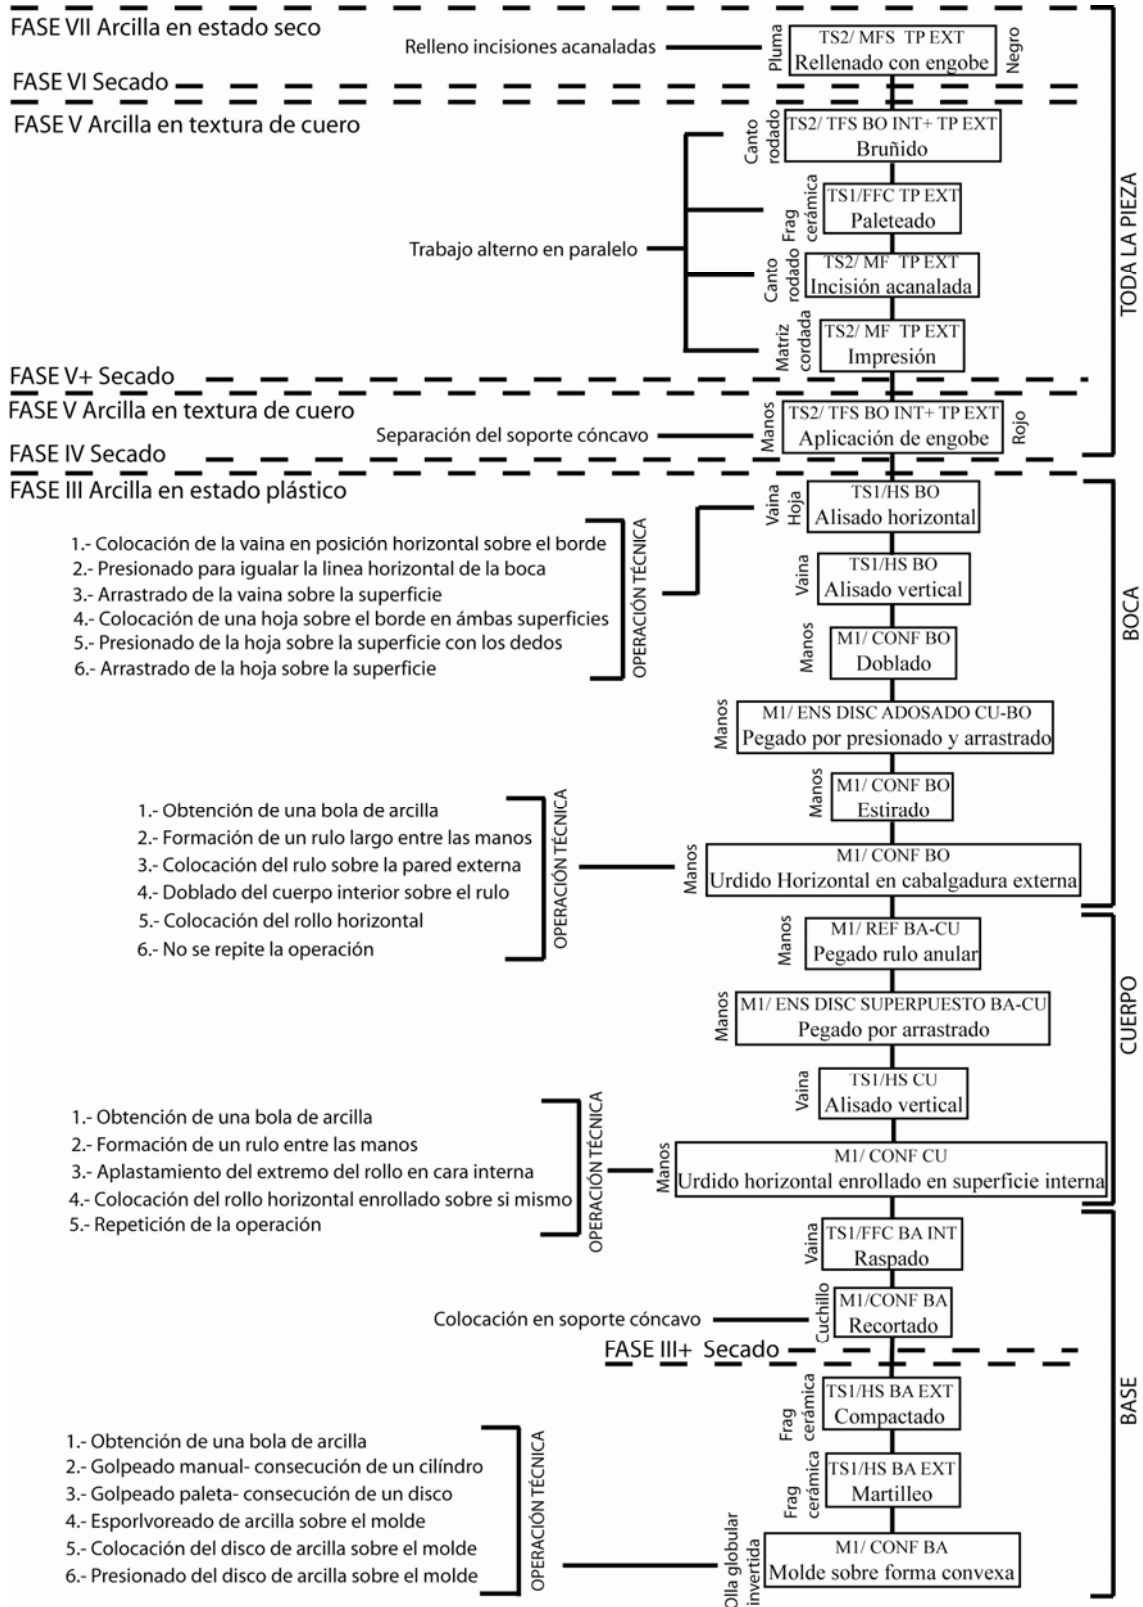 FASE VII Arcilla en estado seco
Relleno incisiones acanaladas
Pluma
TS2/ MFS TP EXT
Rellenado con engobe
Negro
FASE VI Secado
FASE V Arcilla en textura de cuero
Canto
rodado
TS2/ TFS BO INT+ TP EXT
Bruñido
Frag
cerámica
TS1/FFC TP EXT
Paleteado
Trabajo alterno en paralelo
Canto
rodado
TS2/ MF TP EXT
Incisión acanalada
Matriz
cordada
TS2/ MF TP EXT
Impresión
TODA LA PIEZA
FASE V+ Secado
FASE V Arcilla en textura de cuero
Separación del soporte cóncavo
Manos
TS2/ TFS BO INT+ TP EXT
Aplicación de engobe
Rojo
FASE IV Secado
FASE III Arcilla en estado plástico
Vaina
Hoja
TS1/HS BO
Alisado horizontal
1.- Colocación de la vaina en posición horizontal sobre el borde
2.- Presionado para igualar la linea horizontal de la boca
3.- Arrastrado de la vaina sobre la superficie
4.- Colocación de una hoja sobre el borde en ámbas superficies
5.- Presionado de la hoja sobre la superficie con los dedos
6.- Arrastrado de la hoja sobre la superficie
OPERACIÓN TÉCNICA
Vaina
TS1/HS BO
Alisado vertical
Manos
M1/ CONF BO
Doblado
BOCA
Manos
M1/ ENS DISC ADOSADO CU-BO
Pegado por presionado y arrastrado
Manos
M1/ CONF BO
Estirado
1.- Obtención de una bola de arcilla
2.- Formación de un rulo largo entre las manos
3.- Colocación del rulo sobre la pared externa
4.- Doblado del cuerpo interior sobre el rulo
5.- Colocación del rollo horizontal
6.- No se repite la operación
OPERACIÓN TÉCNICA
Manos
M1/ CONF BO
Urdido Horizontal en cabalgadura externa
Manos
M1/ REF BA-CU
Pegado rulo anular
Manos
M1/ ENS DISC SUPERPUESTO BA-CU
Pegado por arrastrado
CUERPO
Vaina
TS1/HS CU
Alisado vertical
1.- Obtención de una bola de arcilla
2.- Formación de un rulo entre las manos
3.- Aplastamiento del extremo del rollo en cara interna
4.- Colocación del rollo horizontal enrollado sobre si mismo
5.- Repetición de la operación
OPERACIÓN TÉCNICA
Manos
M1/ CONF CU
Urdido horizontal enrollado en superficie interna
Vaina
TS1/FFC BA INT
Raspado
Colocación en soporte cóncavo
Cuchillo
M1/CONF BA
Recortado
FASE III+ Secado
BASE
Frag
cerámica
TS1/HS BA EXT
Compactado
Frag
cerámica
TS1/HS BA EXT
Martilleo
1.- Obtención de una bola de arcilla
2.- Golpeado manual- consecución de un cilíndro
3.- Golpeado paleta- consecución de un disco
4.- Esporlvoreado de arcilla sobre el molde
5.- Colocación del disco de arcilla sobre el molde
6.- Presionado del disco de arcilla sobre el molde
OPERACIÓN TÉCNICA
Olla globular
invertida
M1/ CONF BA
Molde sobre forma convexa